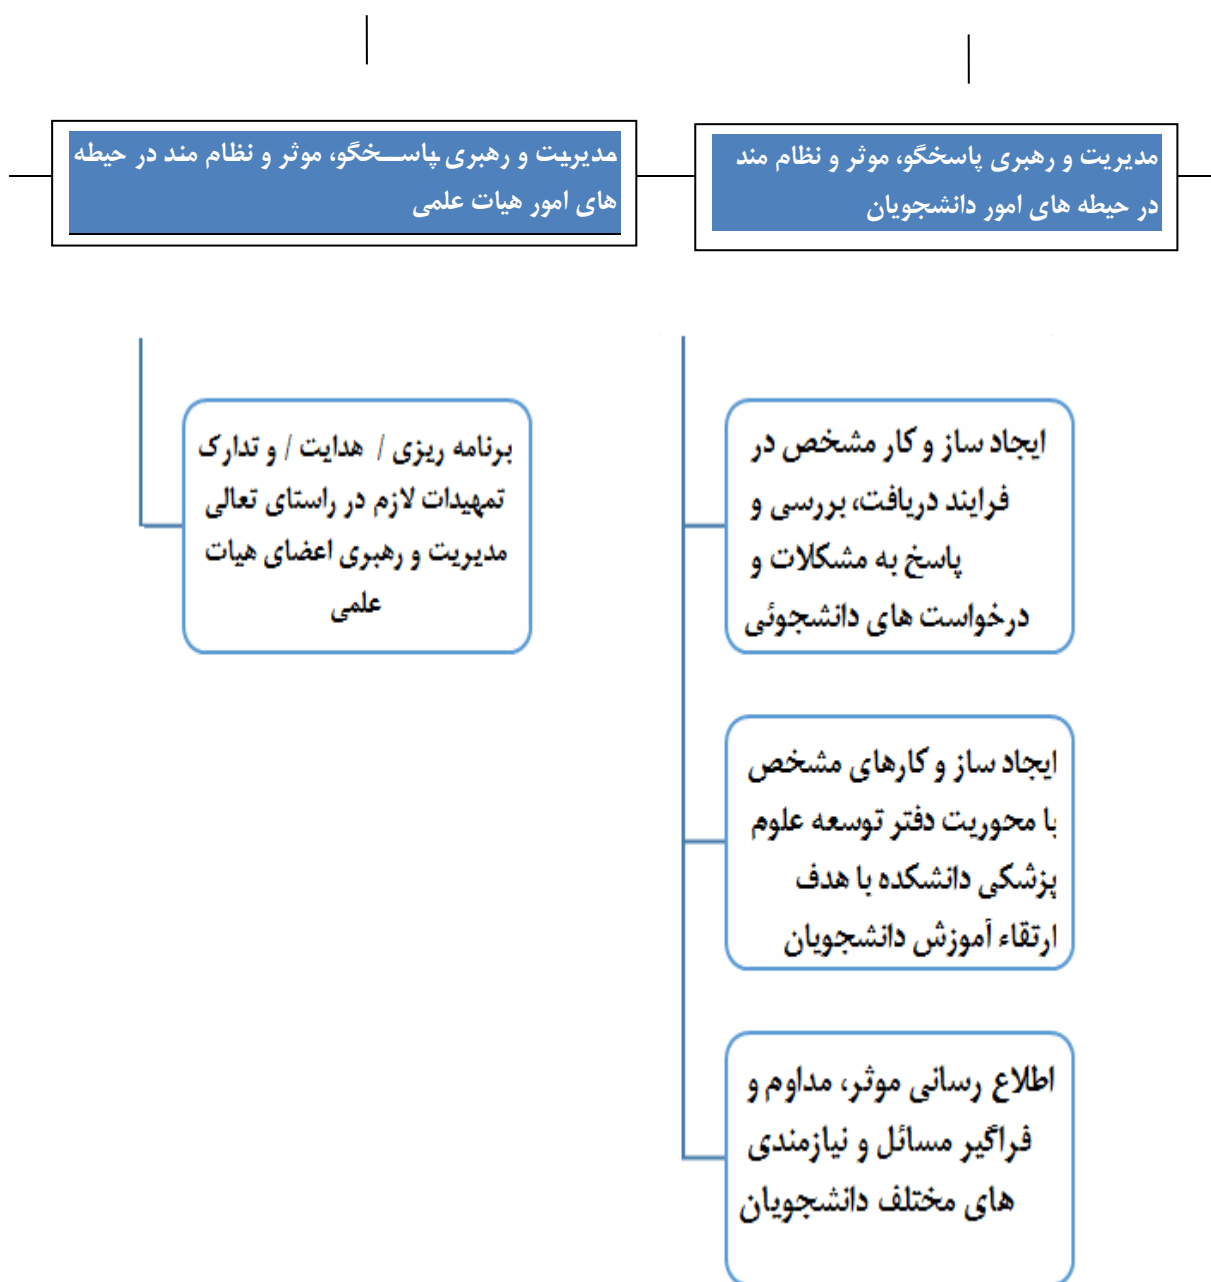 مدیریت و رهبری پاسخگو، موثر و نظام مند
در حیطه های امور دانشجویان
مدیریت و رهبری پاســخگو، موثر و نظام مند در حیطه
های امور هیات علمی
ایجاد ساز و کار مشخص در
فرایند دریافت، بررسی و
پاسخ به مشکلات و
درخواست های دانشجوئی
ایجاد ساز و کارهای مشخص
با محوریت دفتر توسعه علوم
پزشکی دانشکده با هدف
ارتقاء آموزش دانشجویان
اطلاع رسانی موثر، مداوم و
فراگیر مسائل و نیازمندی
های مختلف دانشجویان
برنامه ریزی / هدایت / و تدارک
تمهیدات لازم در راستای تعالی
مدیریت و رهبری اعضای هیات
علمی